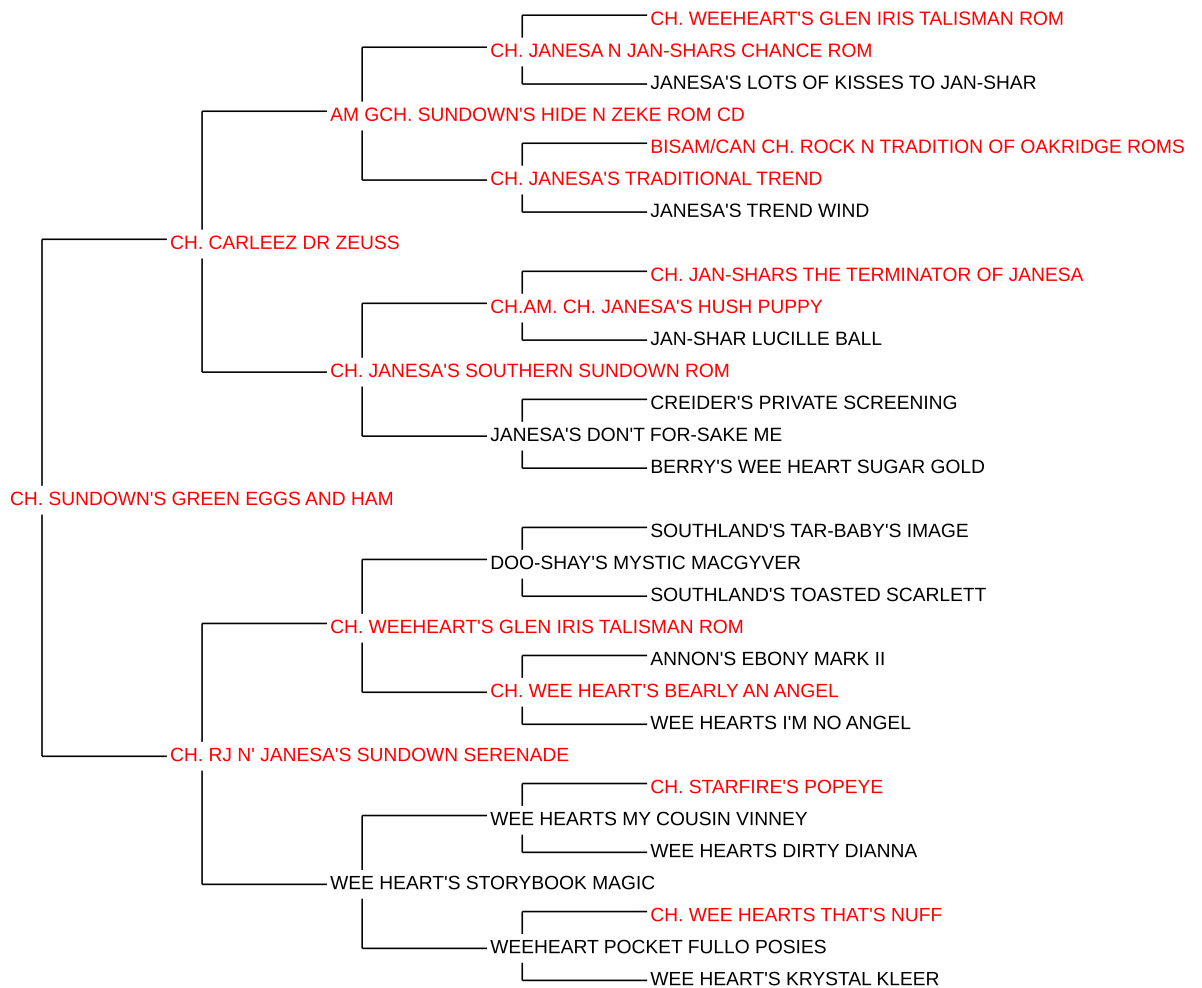 CH. WEEHEART'S GLEN IRIS TALISMAN ROM
CH. JANESA N JAN-SHARS CHANCE ROM
JANESA'S LOTS OF KISSES TO JAN-SHAR
AM GCH. SUNDOWN'S HIDE N ZEKE ROM CD
BISAM/CAN CH. ROCK N TRADITION OF OAKRIDGE ROMS
CH. JANESA'S TRADITIONAL TREND
JANESA'S TREND WIND
CH. CARLEEZ DR ZEUSS
CH. JAN-SHARS THE TERMINATOR OF JANESA
CH.AM. CH. JANESA'S HUSH PUPPY
JAN-SHAR LUCILLE BALL
CH. JANESA'S SOUTHERN SUNDOWN ROM
CREIDER'S PRIVATE SCREENING
JANESA'S DON'T FOR-SAKE ME
BERRY'S WEE HEART SUGAR GOLD
CH. SUNDOWN'S GREEN EGGS AND HAM
SOUTHLAND'S TAR-BABY'S IMAGE
DOO-SHAY'S MYSTIC MACGYVER
SOUTHLAND'S TOASTED SCARLETT
CH. WEEHEART'S GLEN IRIS TALISMAN ROM
ANNON'S EBONY MARK II
CH. WEE HEART'S BEARLY AN ANGEL
WEE HEARTS I'M NO ANGEL
CH. RJ N' JANESA'S SUNDOWN SERENADE
CH. STARFIRE'S POPEYE
WEE HEARTS MY COUSIN VINNEY
WEE HEARTS DIRTY DIANNA
WEE HEART'S STORYBOOK MAGIC
CH. WEE HEARTS THAT'S NUFF
WEEHEART POCKET FULLO POSIES
WEE HEART'S KRYSTAL KLEER